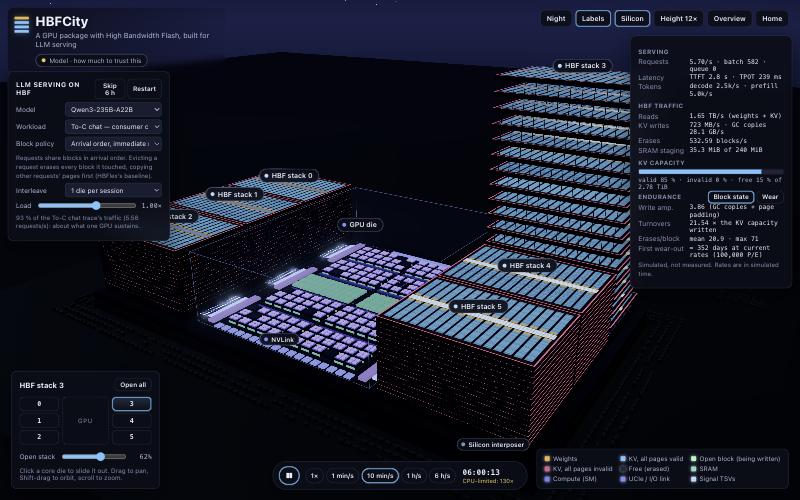 HBFCity
A GPU package with High Bandwidth Flash, built for
LLM serving
Model · how much to trust this
Night
Labels
Silicon
Height 12×
Overview
Home
LLM SERVING ON
HBF
Skip
6 h
Restart
Model
Qwen3-235B-A22B
Workload
To-C chat — consumer c
Block policy
Arrival order, immediate
Requests share blocks in arrival order. Evicting a
request erases every block it touched, copying
other requests' pages first (HBFlex's baseline).
Interleave
1 die per session
Load
1.00×
93 % of the To-C chat trace's traffic (5.56
requests/s): about what one GPU sustains.
HBF stack 3
HBF stack 0
HBF stack 1
stack 2
GPU die
HBF stack 4
HBF stack 5
NVLink
Silicon interposer
SERVING
Requests
5.70/s · batch 582 ·
queue 0
Latency
TTFT 2.8 s · TPOT 239 ms
Tokens
decode 2.5k/s · prefill
5.0k/s
HBF TRAFFIC
Reads
1.65 TB/s (weights + KV)
KV writes
723 MB/s · GC copies
28.1 GB/s
Erases
532.59 blocks/s
SRAM staging
35.3 MiB of 240 MiB
KV CAPACITY
valid 85 % · invalid 0 % · free 15 % of
2.78 TiB
ENDURANCE
Block state
Wear
Write amp.
3.86 (GC copies + page
padding)
Turnovers
21.54 × the KV capacity
written
Erases/block
mean 20.9 · max 71
First wear-out
≈ 352 days at current
rates (100,000 P/E)
Simulated, not measured. Rates are in simulated
time.
HBF stack 3
Open all
0
GPU
3
1
4
2
5
Open stack
62%
Click a core die to slide it out. Drag to pan,
Shift-drag to orbit, scroll to zoom.
1×
1 min/s
10 min/s
1 h/s
6 h/s
06:00:13
CPU-limited: 130×
Weights
KV, all pages valid
Open block (being written)
KV, all pages invalid
Free (erased)
SRAM
Compute (SM)
UCIe / I/O link
Signal TSVs